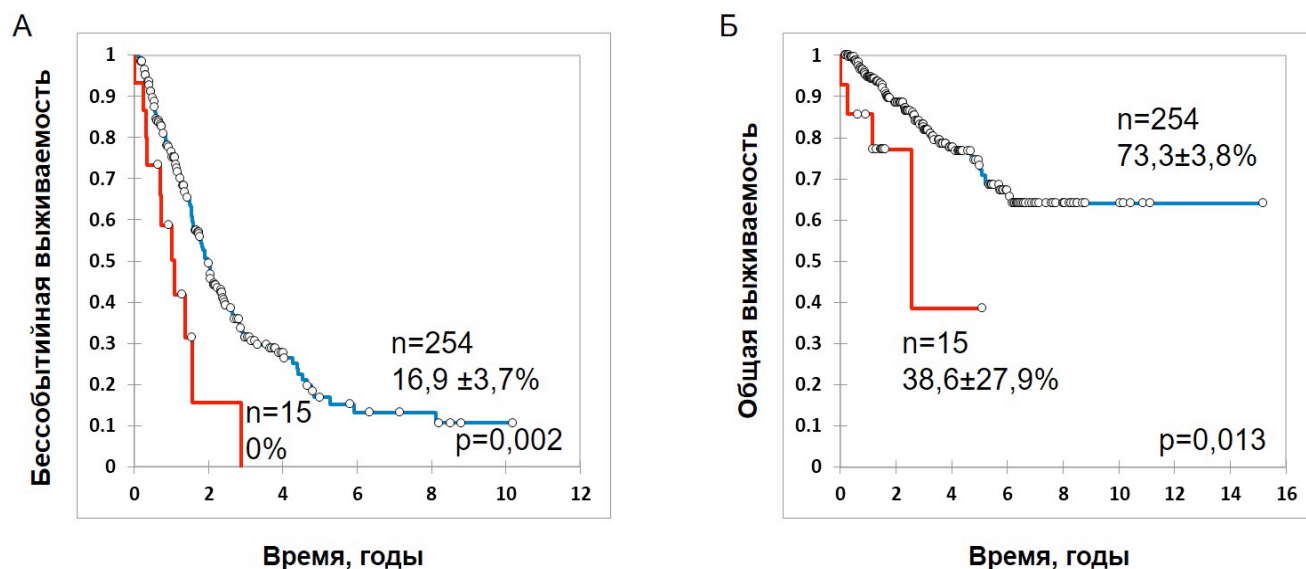 А
Бессобытийная выживаемость
1
0.9
0.8
0.7
0.6
0.5
0.4
0.3
0.2
0.1
0
0 2 4 6 8 10 12
n=254
16,9 ±3,7%
n=15
0%
p=0,002
Время, годы
Б
Общая выживаемость
1
0.9
0.8
0.7
0.6
0.5
0.4
0.3
0.2
0.1
0
0 2 4 6 8 10 12 14 16
n=254
73,3±3,8%
n=15
38,6±27,9%
p=0,013
Время, годы